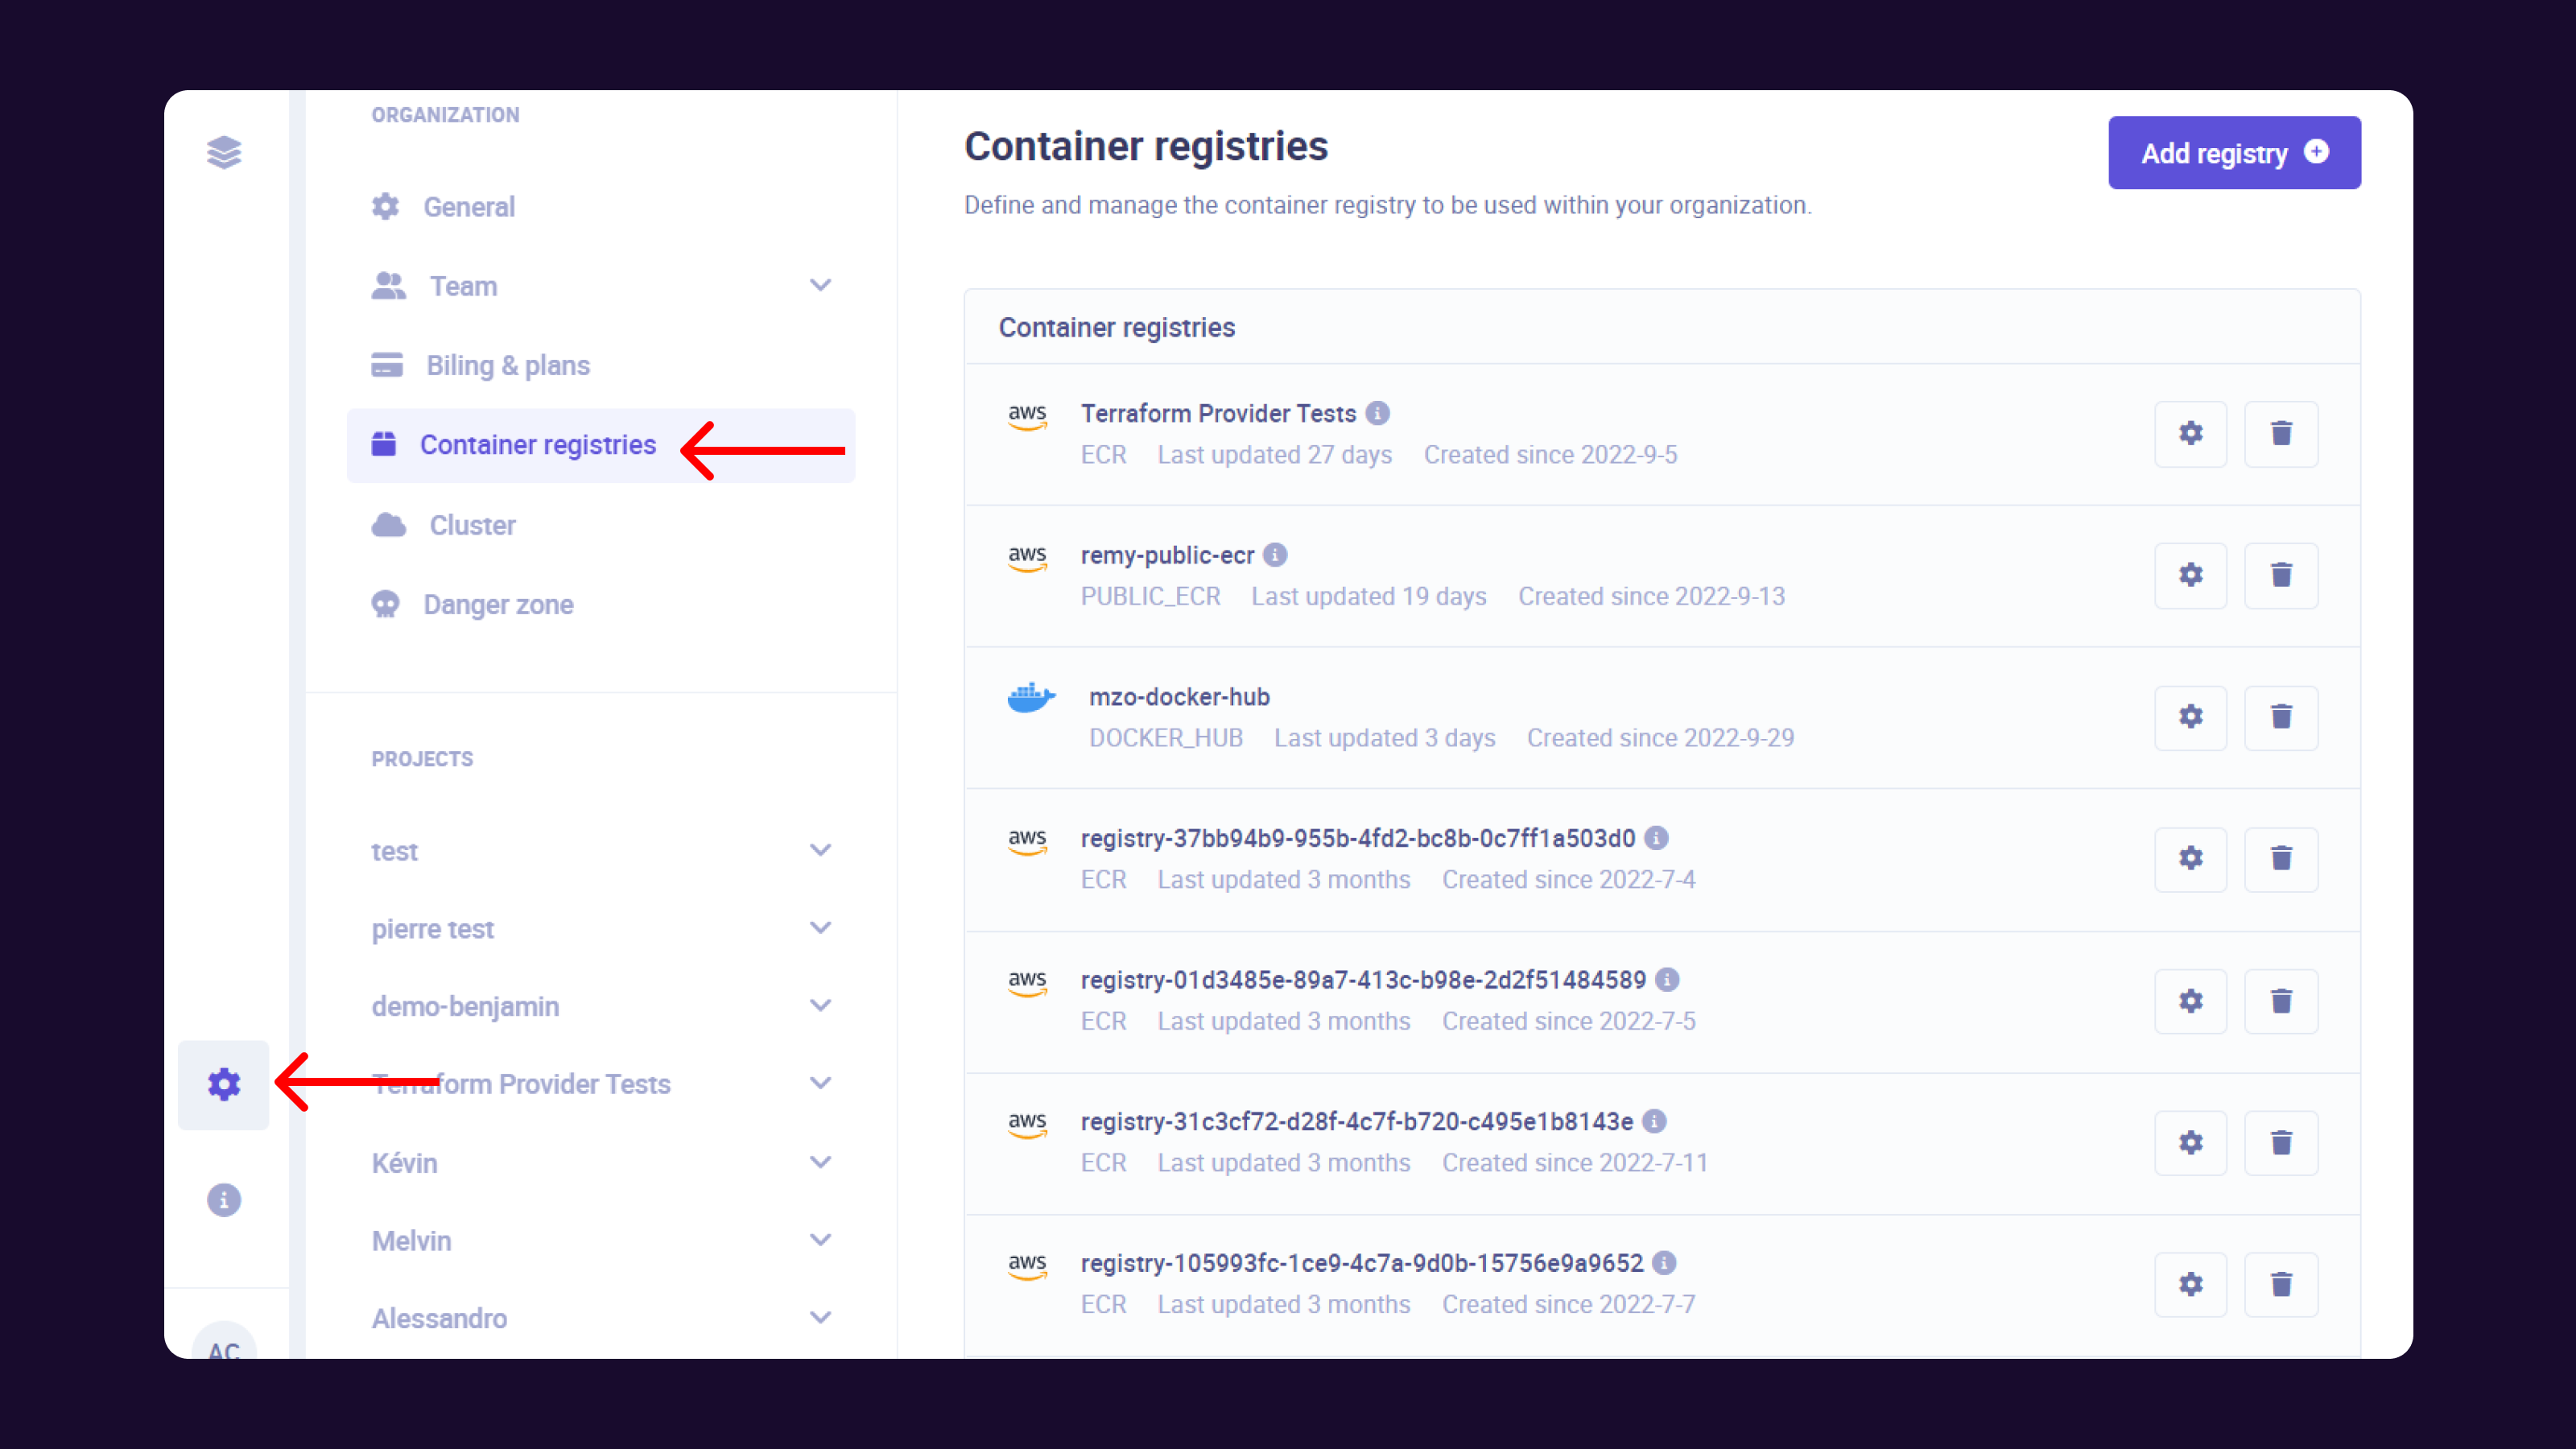 ORGANIZATION
General
Team
Biling & plans
Container registries
Cluster
Danger zone
PROJECTS
test
pierre test
demo-benjamin
Terraform Provider Tests
Kévin
Melvin
Alessandro
AC
Container registries
Add registry
Define and manage the container registry to be used within your organization.
Container registries
aws Terraform Provider Tests
ECR Last updated 27 days Created since 2022-9-5
aws remy-public-ecr
PUBLIC_ECR Last updated 19 days Created since 2022-9-13
mzo-docker-hub
DOCKER_HUB Last updated 3 days Created since 2022-9-29
aws registry-37bb94b9-955b-4fd2-bc8b-0c7ff1a503d0
ECR Last updated 3 months Created since 2022-7-4
aws registry-01d3485e-89a7-413c-b98e-2d2f51484589
ECR Last updated 3 months Created since 2022-7-5
aws registry-31c3cf72-d28f-4c7f-b720-c495e1b8143e
ECR Last updated 3 months Created since 2022-7-11
aws registry-105993fc-1ce9-4c7a-9d0b-15756e9a9652
ECR Last updated 3 months Created since 2022-7-7